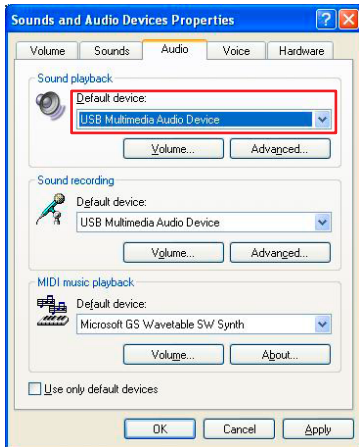 Sounds and Audio Devices Properties
Volume Sounds Audio Voice Hardware
Sound playback
Default device:
USB Multimedia Audio Device
Volume... Advanced...
Sound recording
Default device:
USB Multimedia Audio Device
Volume... Advanced...
MIDI music playback
Default device:
Microsoft GS Wavetable SW Synth
Volume... About...
Use only default devices
OK Cancel Apply